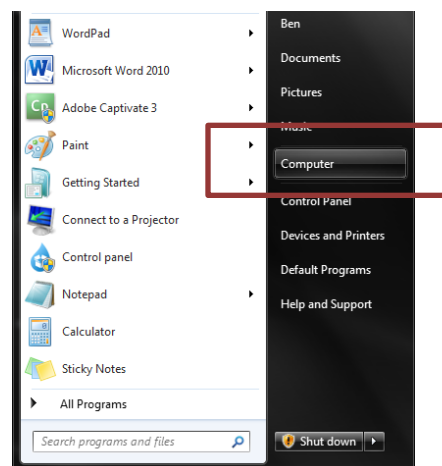 WordPad
Microsoft Word 2010
Adobe Captivate 3
Paint
Getting Started
Connect to a Projector
Control panel
Notepad
Calculator
Sticky Notes
All Programs
Search programs and files
Ben
Documents
Pictures
Music
Computer
Control Panel
Devices and Printers
Default Programs
Help and Support
Shut down